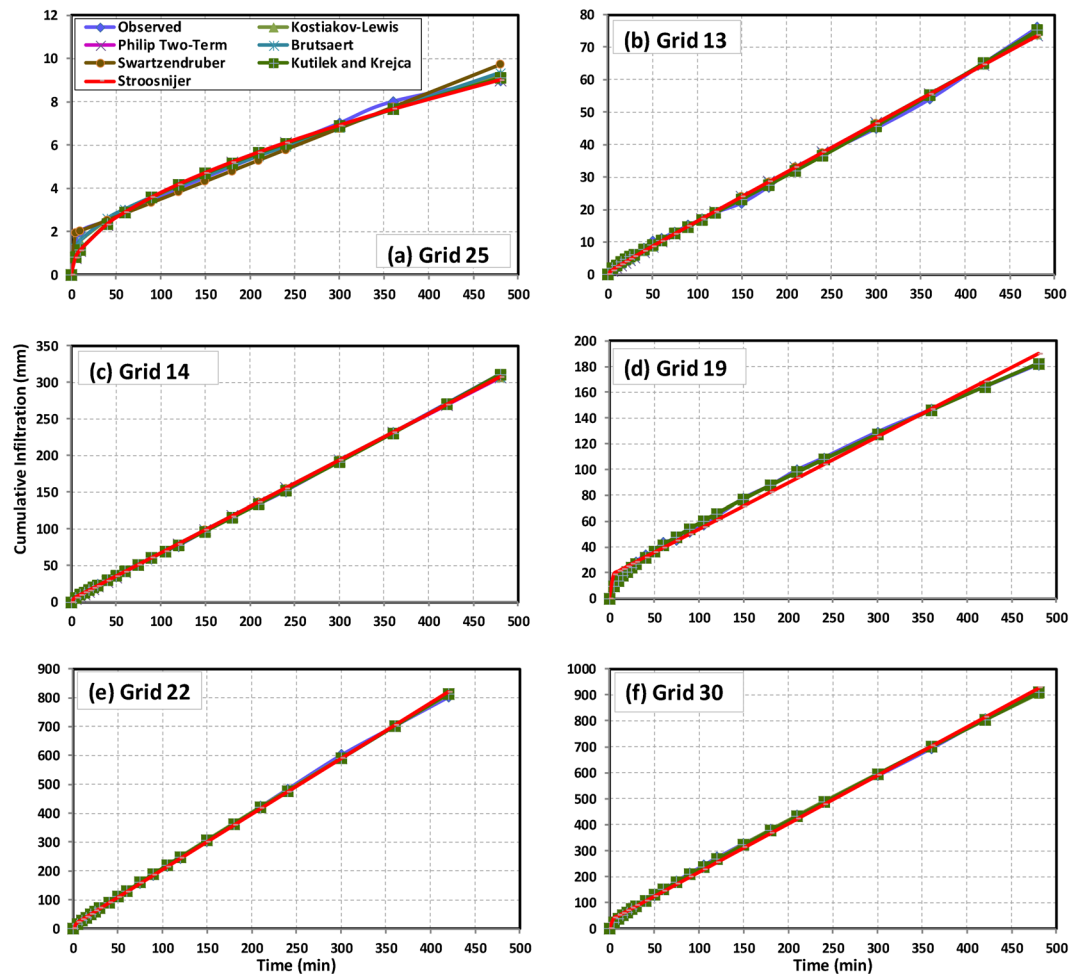 12
10
8
6
4
2
0
Observed Kostiakov-Lewis
Philip Two-Term Brutsaert
Swartzendruber Kutilek and Krejca
Stroosnijer
(a) Grid 25
0 50 100 150 200 250 300 350 400 450 500
80
70
60
50
40
30
20
10
0
(b) Grid 13
0 50 100 150 200 250 300 350 400 450 500
Cumulative Infiltration (mm)
350
300
250
200
150
100
50
0
(c) Grid 14
0 50 100 150 200 250 300 350 400 450 500
200
180
160
140
120
100
80
60
40
20
0
(d) Grid 19
0 50 100 150 200 250 300 350 400 450 500
900
800
700
600
500
400
300
200
100
0
(e) Grid 22
0 50 100 150 200 250 300 350 400 450 500
Time (min)
1000
900
800
700
600
500
400
300
200
100
0
(f) Grid 30
0 50 100 150 200 250 300 350 400 450 500
Time (min)